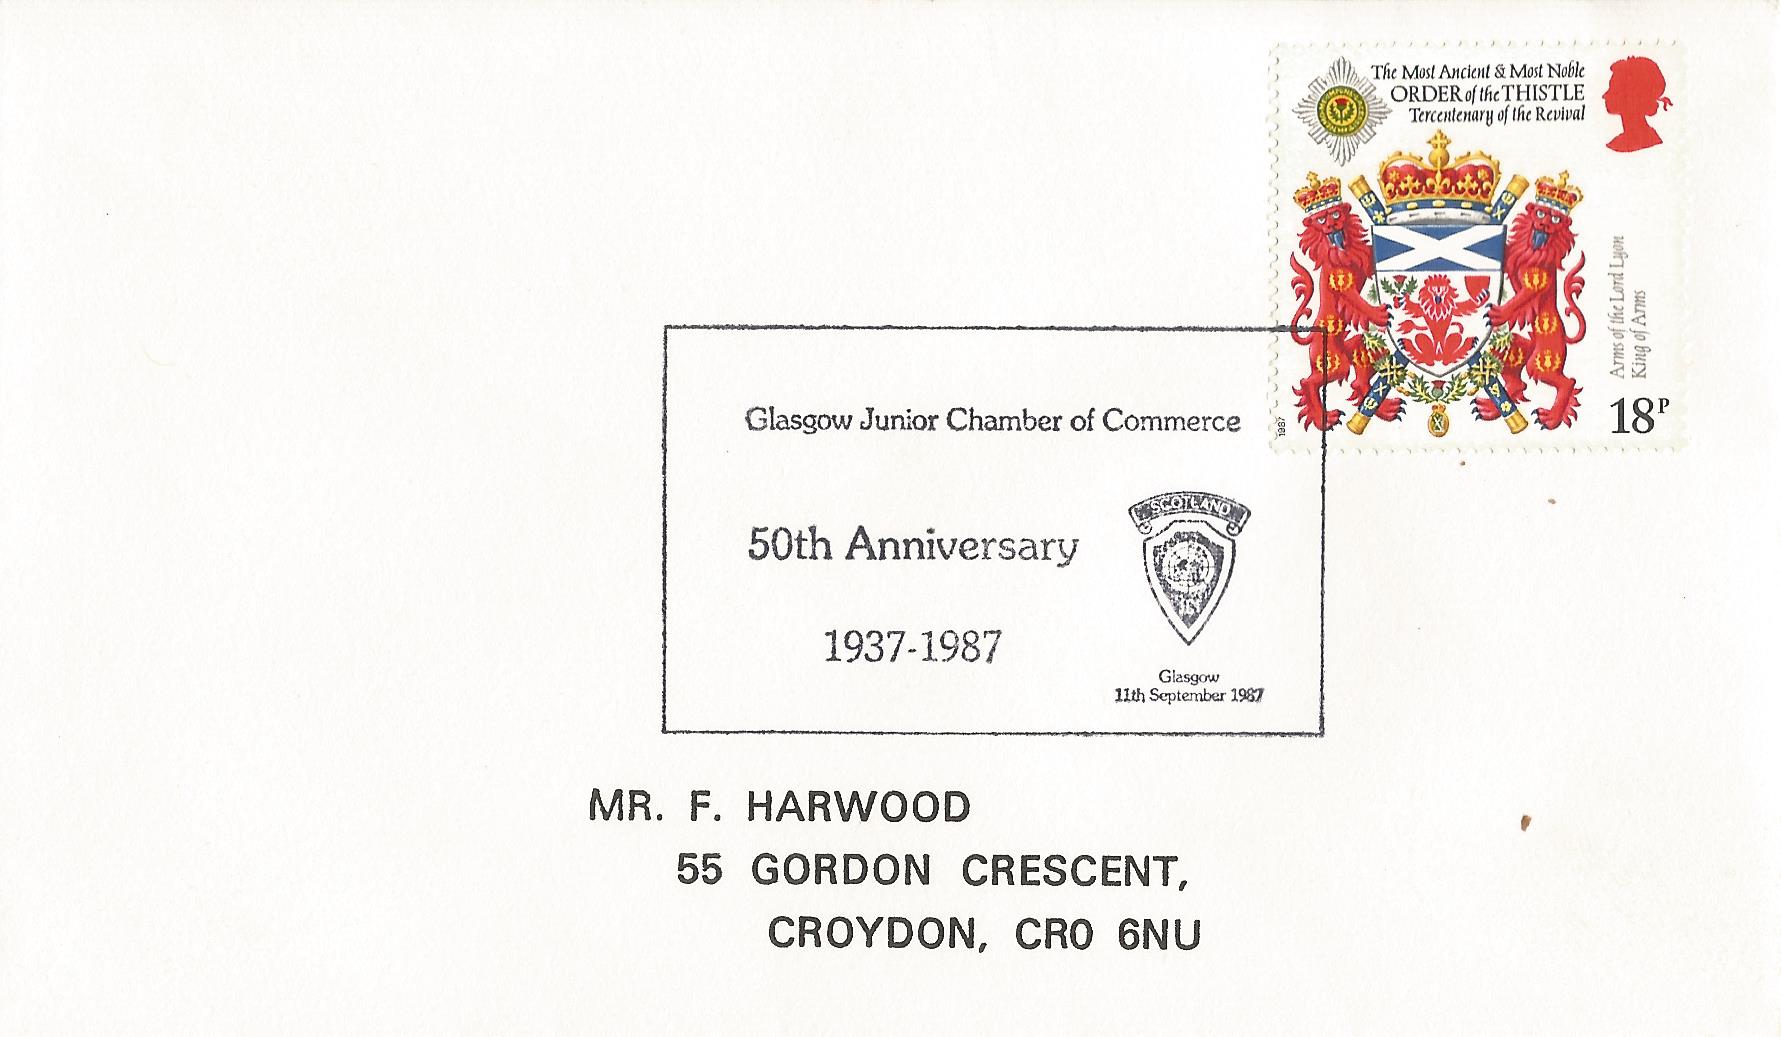 The Most Ancient & Most Noble
ORDER of the THISTLE
Tercentenary of the Revival
Arms of the Lord Lyon
King of Arms
18P
1987
Glasgow Junior Chamber of Commerce
SCOTLAND
50th Anniversary
1937-1987
Glasgow
11th September 1987
MR. F. HARWOOD
55 GORDON CRESCENT,
CROYDON, CR0 6NU